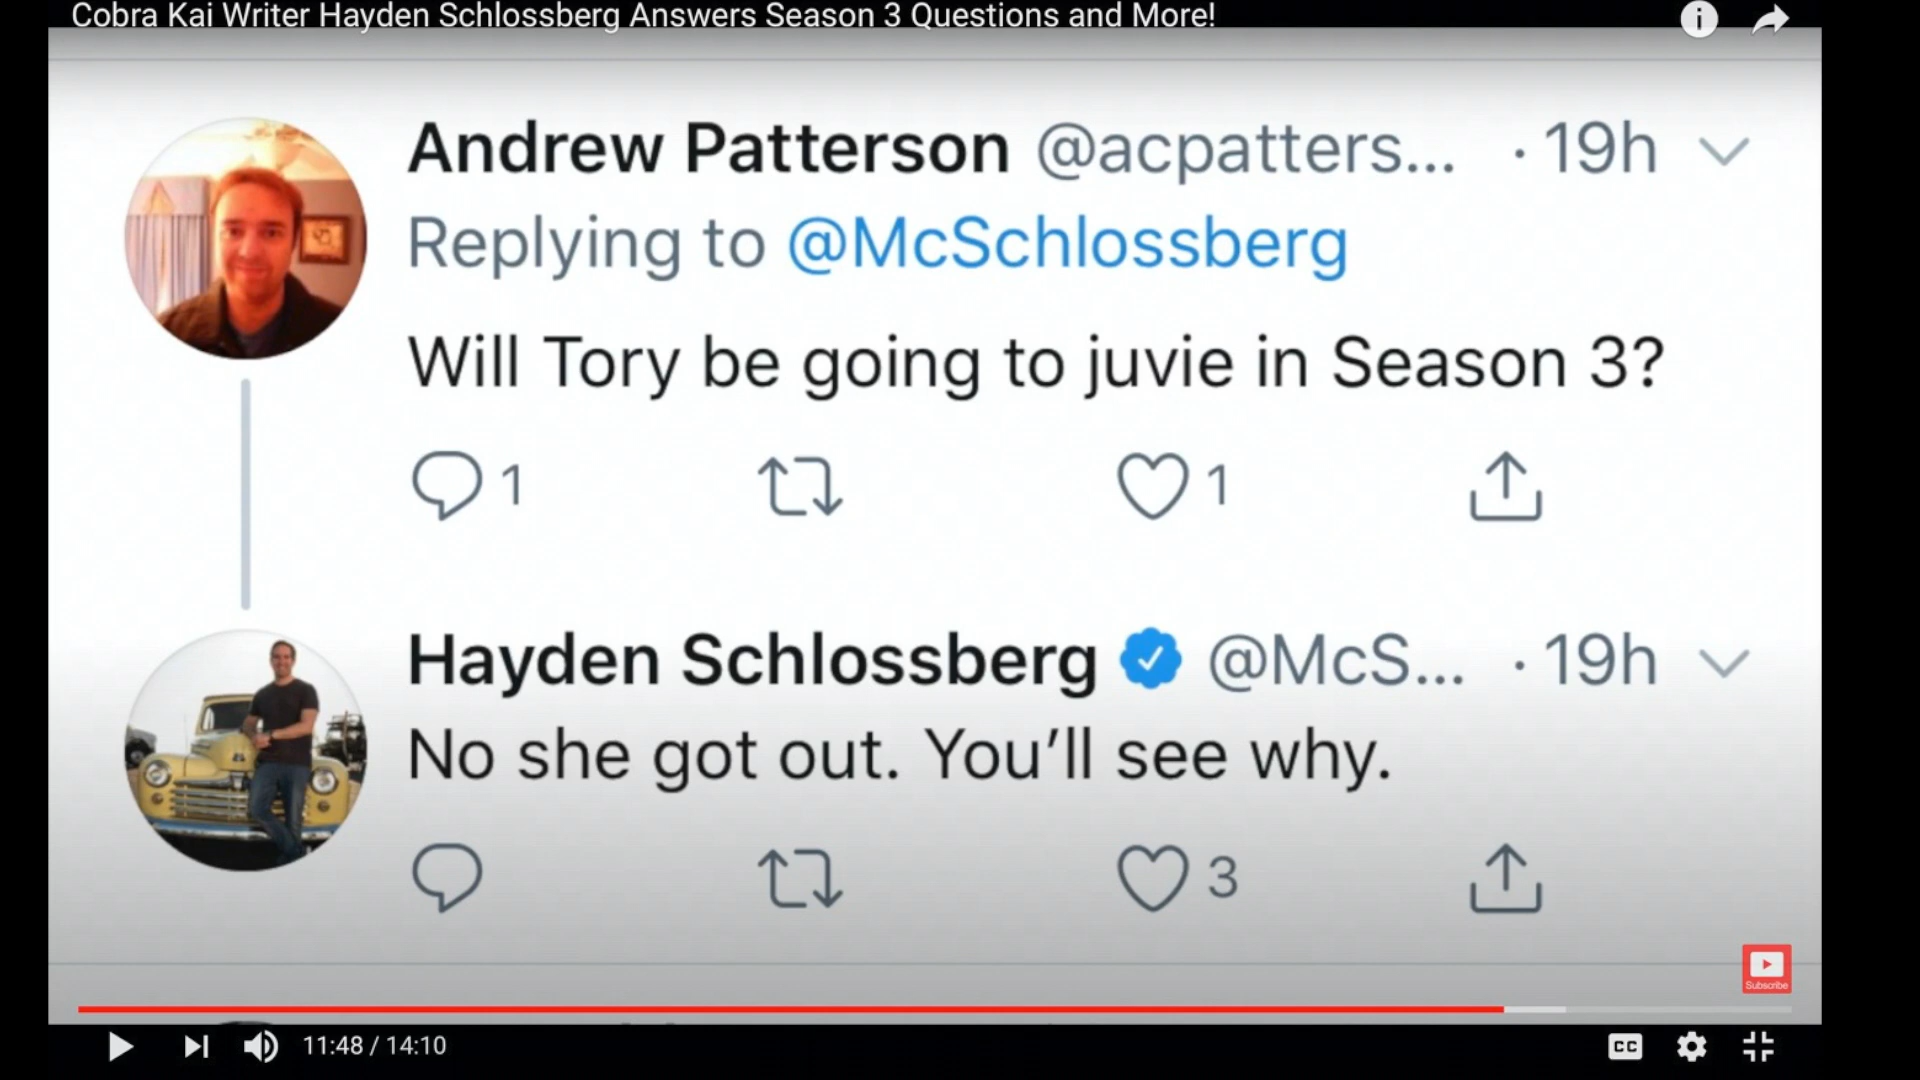 Cobra Kai Writer Hayden Schlossberg Answers Season 3 Questions and More!
Andrew Patterson @acpatters... · 19h
Replying to @McSchlossberg
Will Tory be going to juvie in Season 3?
1 1
Hayden Schlossberg @McS... · 19h
No she got out. You’ll see why.
3
Subscribe
11:48 / 14:10
CC